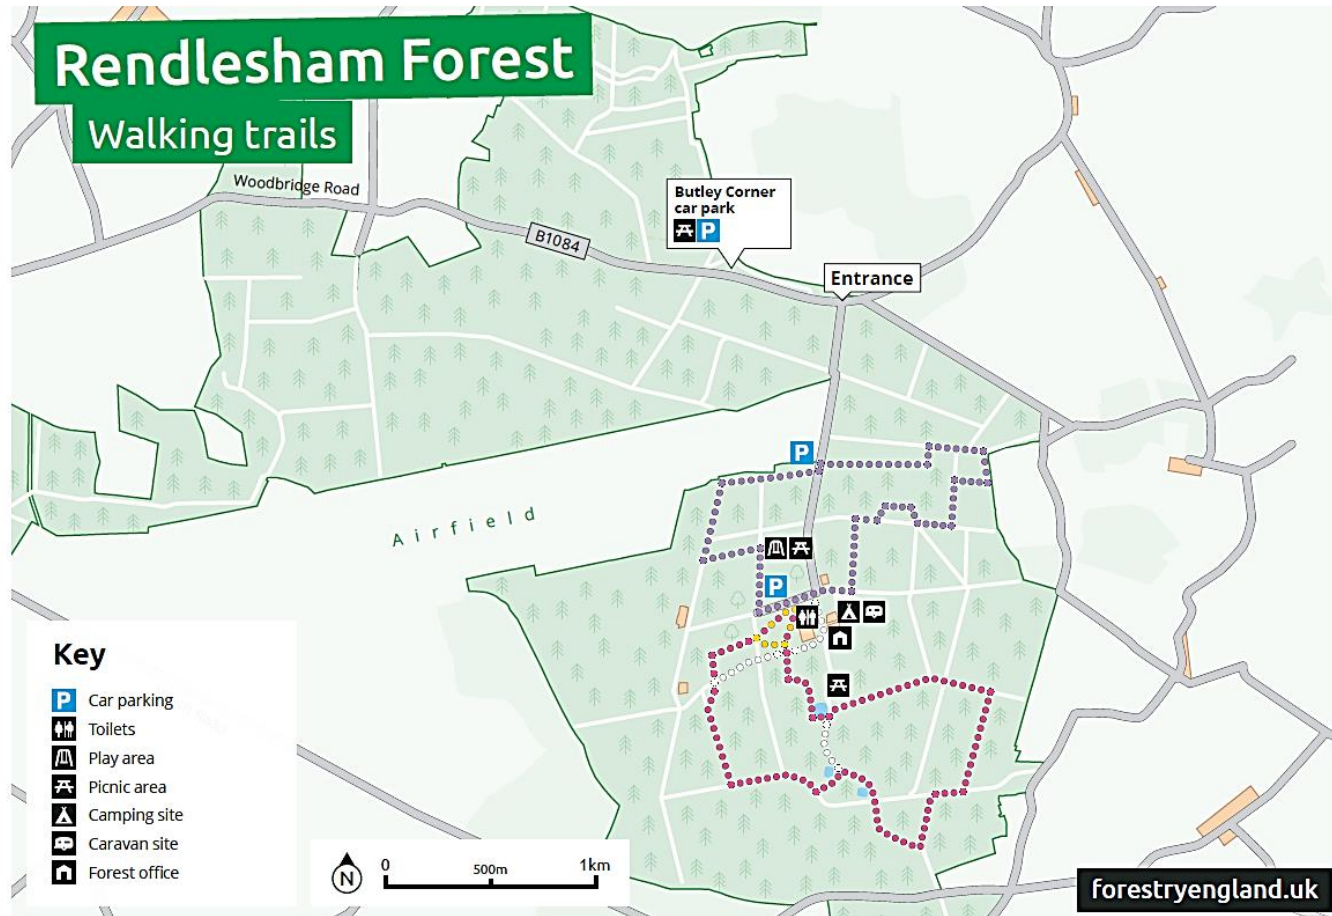 Rendlesham Forest
Walking trails
Woodbridge Road
B1084
Butley Corner
car park
P
Entrance
P
Airfield
P
Key
P Car parking
Toilets
Play area
Picnic area
Camping site
Caravan site
Forest office
N
0 500m 1km
forestryengland.uk